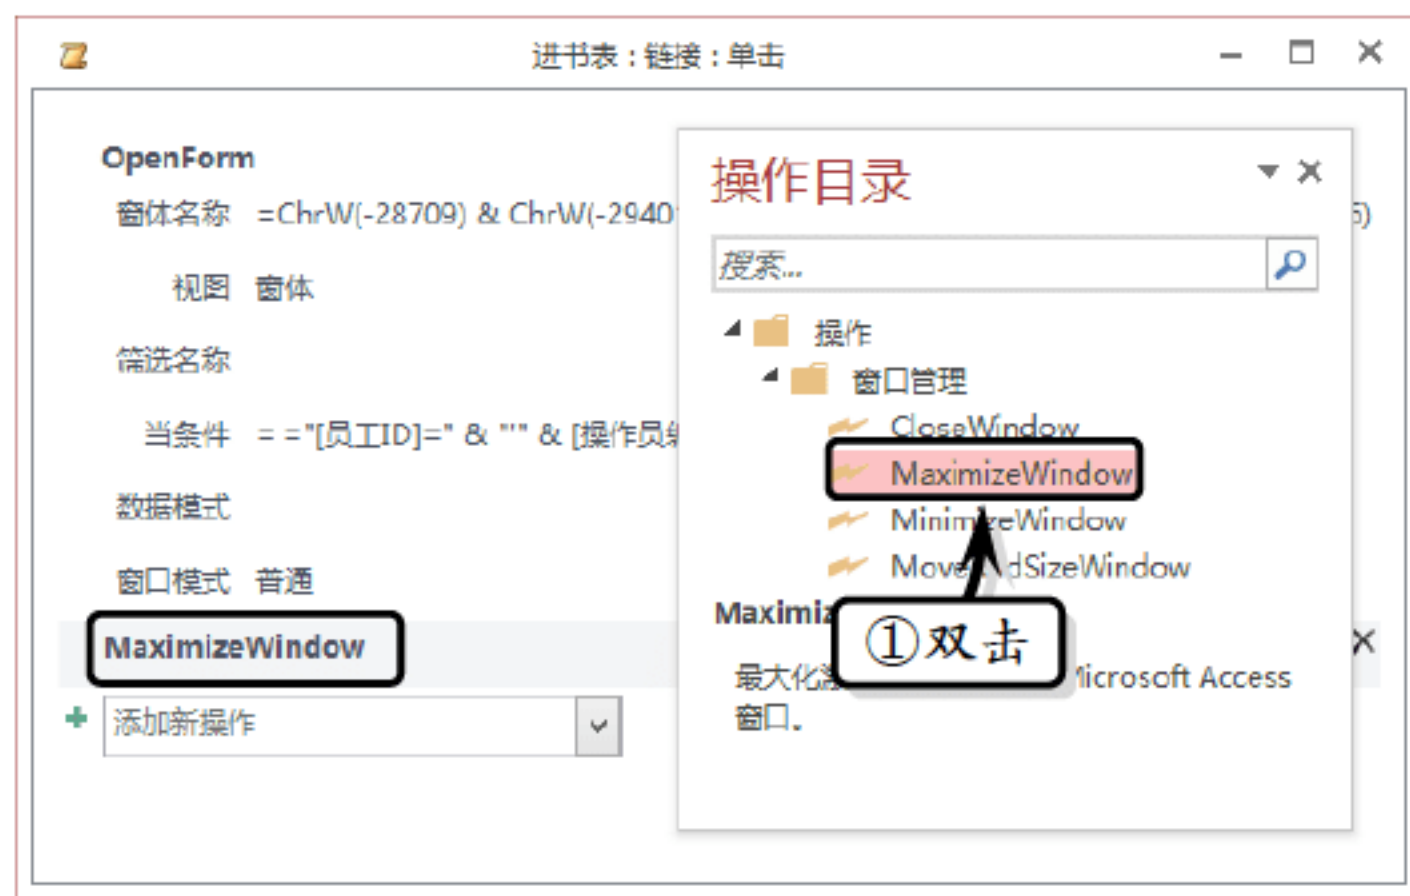 进书表：链接：单击
OpenForm
窗体名称 =ChrW(-28709) & ChrW(-2940
5)
视图 窗体
筛选名称
当条件 = ="[员工ID]=" & "'" & [操作员
数据模式
窗口模式 普通
MaximizeWindow
添加新操作
操作目录
搜索...
操作
窗口管理
CloseWindow
MaximizeWindow
MinimizeWindow
MoveAndSizeWindow
①双击
最大化 Microsoft Access
窗口。